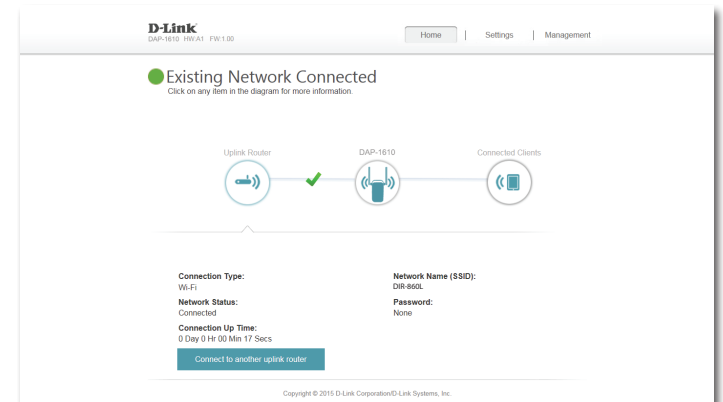 D-Link
DAP-1610 HW:A1 FW:1.00
Home | Settings | Management
Existing Network Connected
Click on any item in the diagram for more information.
Uplink Router
DAP-1610
Connected Clients
Connection Type:
Wi-Fi
Network Status:
Connected
Connection Up Time:
0 Day 0 Hr 00 Min 17 Secs
Network Name (SSID):
DIR-860L
Password:
None
Connect to another uplink router
Copyright © 2015 D-Link Corporation/D-Link Systems, Inc.